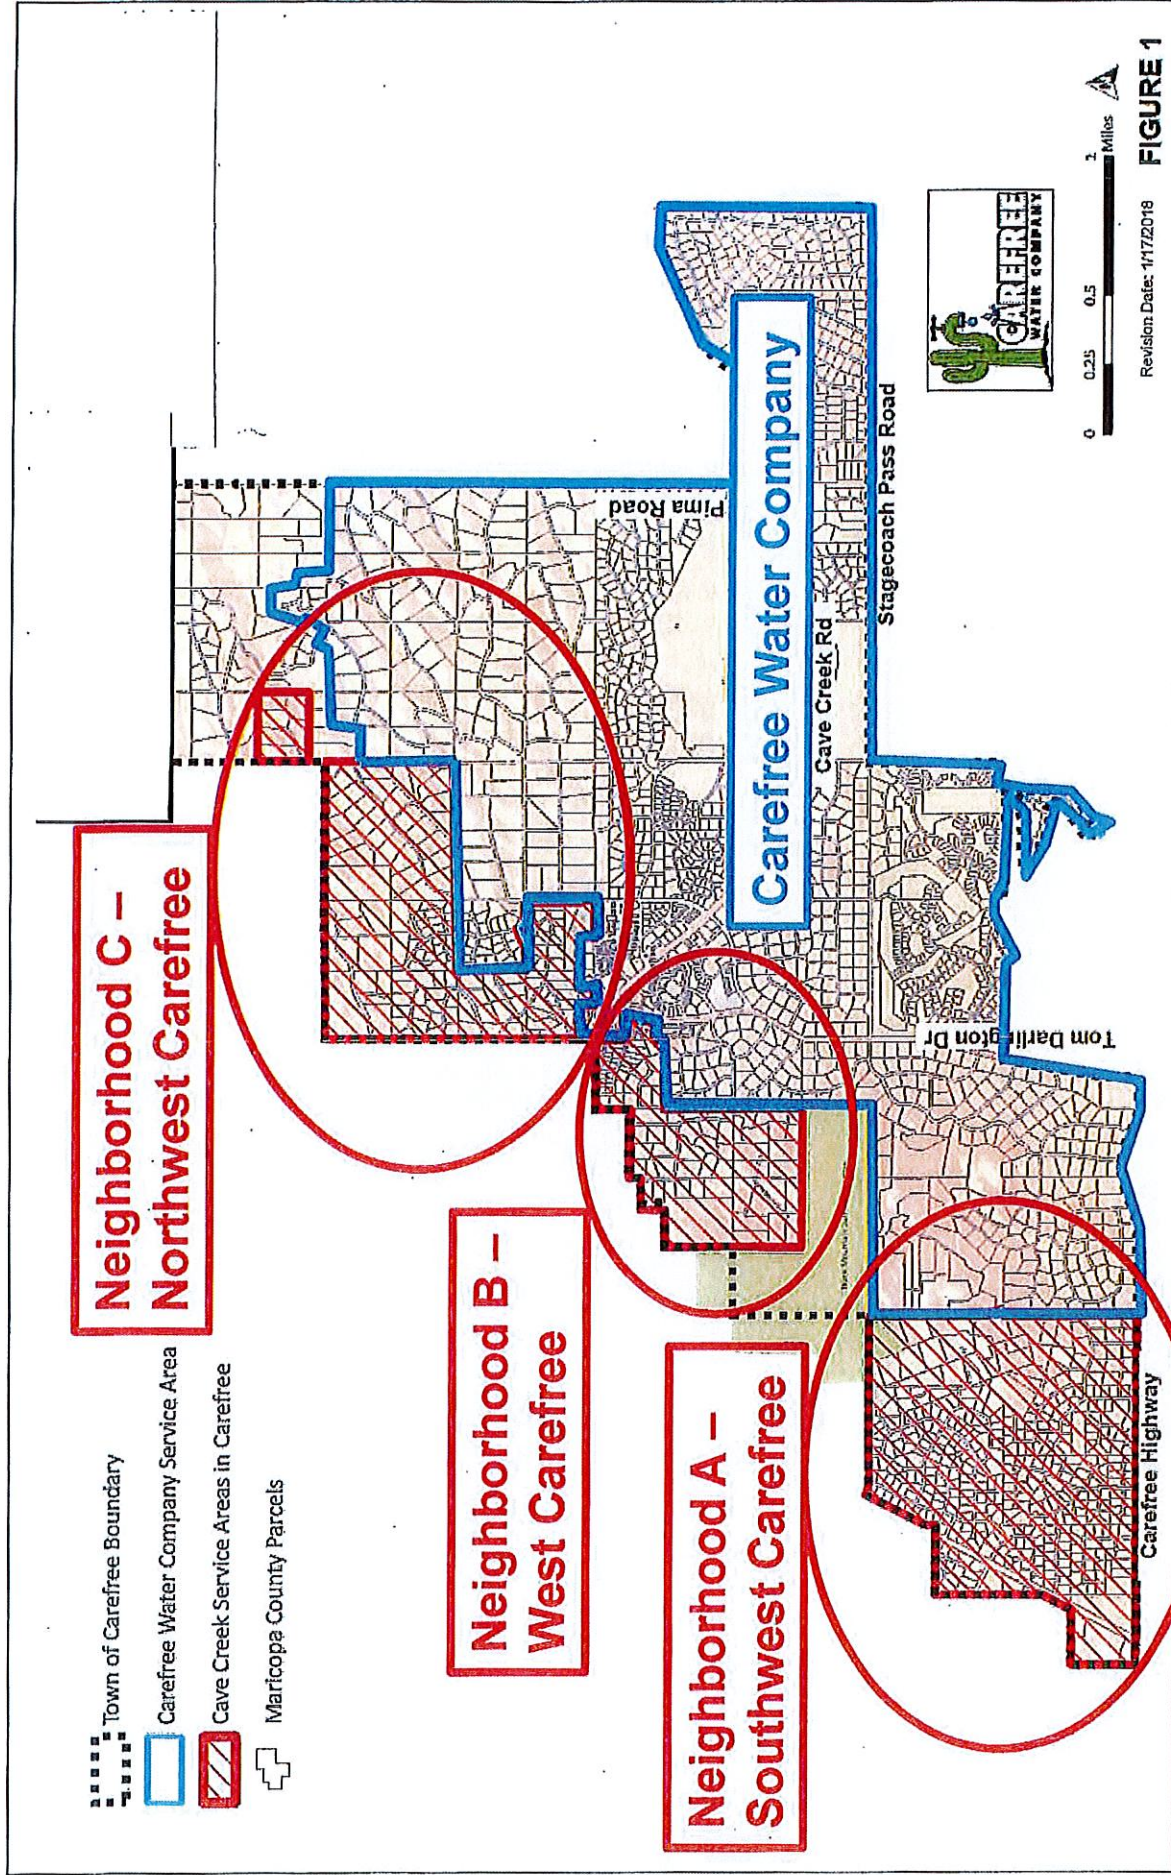 Town of Carefree Boundary
Carefree Water Company Service Area
Cave Creek Service Areas in Carefree
Maricopa County Parcels
Neighborhood C –
Northwest Carefree
Neighborhood B –
West Carefree
Neighborhood A –
Southwest Carefree
Carefree Water Company
Pima Road
Cave Creek Rd
Stagecoach Pass Road
Tom Darlington Dr
Carefree Highway
CAREFREE
WATER COMPANY
0 0.25 0.5 1
Miles
Revision Date: 1/17/2018
FIGURE 1